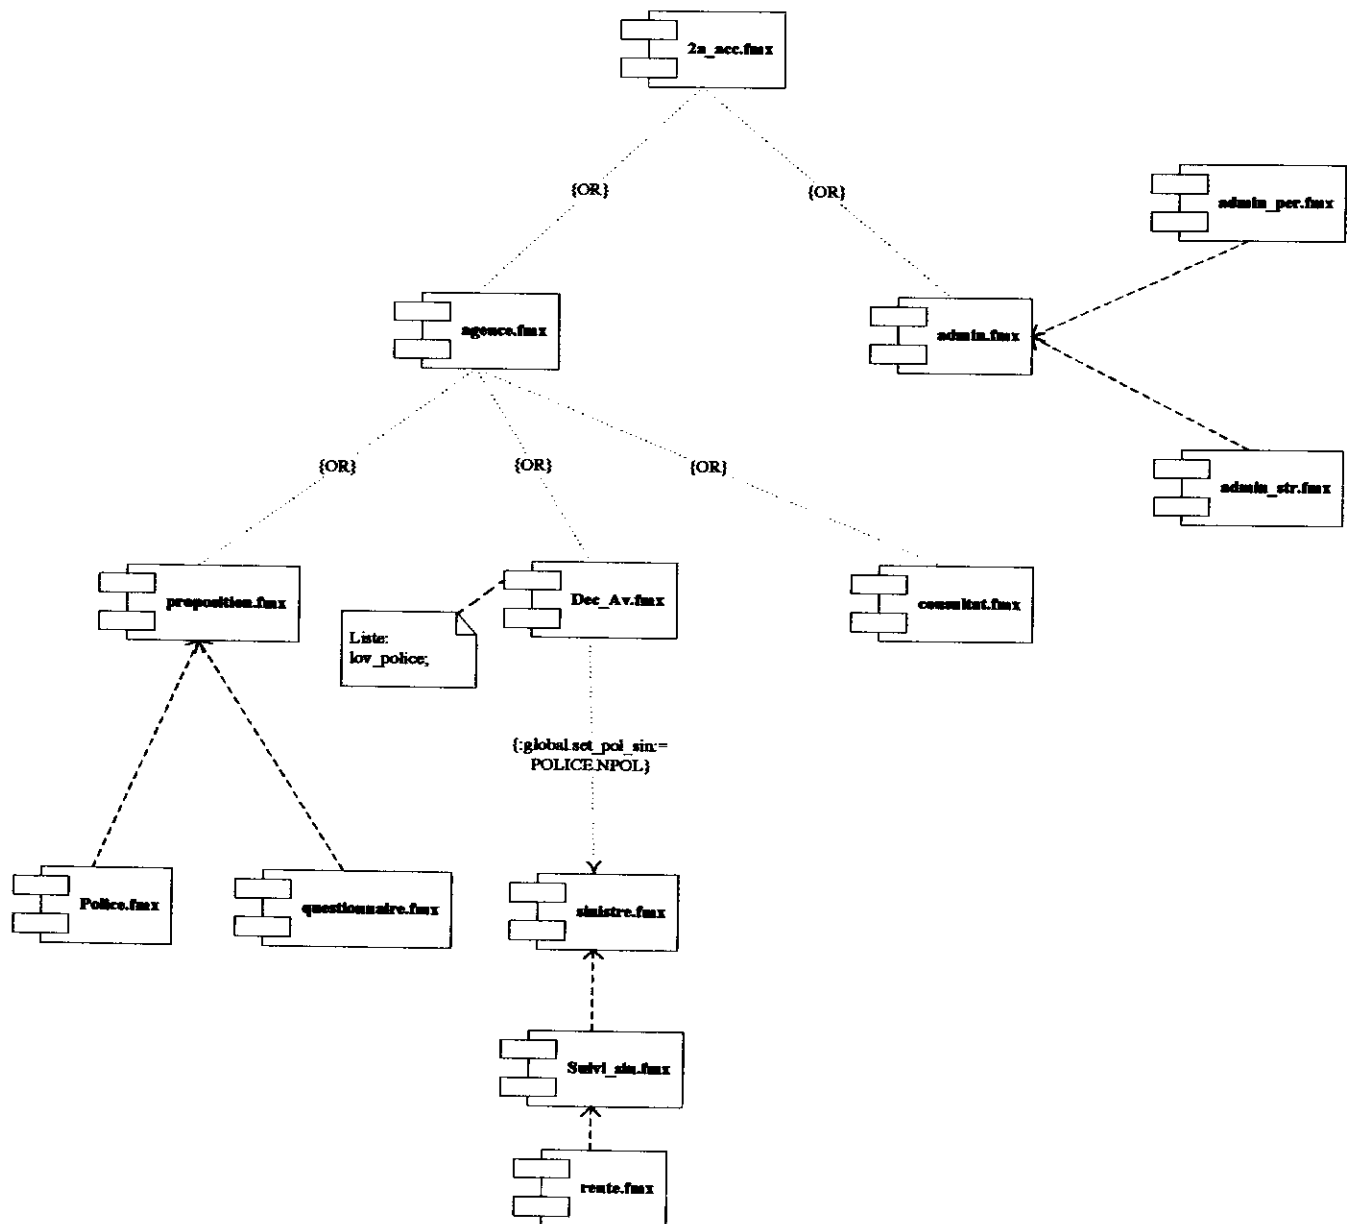 2a_acc.fmx
{OR}
{OR}
admin_per.fmx
agence.fmx
admin.fmx
{OR}
{OR}
{OR}
admin_str.fmx
proposition.fmx
Dec_Av.fmx
consultat.fmx
Liste:
lov_police;
{:global.set_pol_sin:=
POLICE.NPOL}
Police.fmx
questionnaire.fmx
sinistre.fmx
Suivi_sin.fmx
rente.fmx